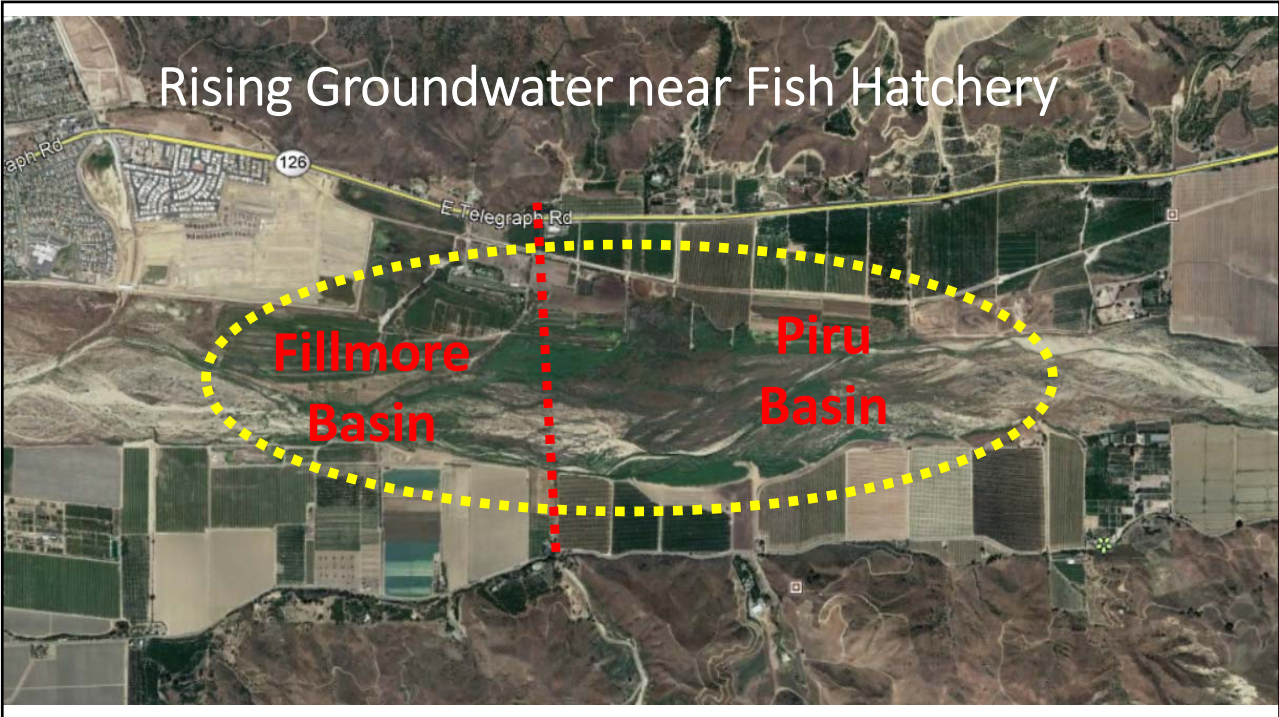 Rising Groundwater near Fish Hatchery
aph Rd
126
E Telegraph Rd
Fillmore
Basin
Piru
Basin